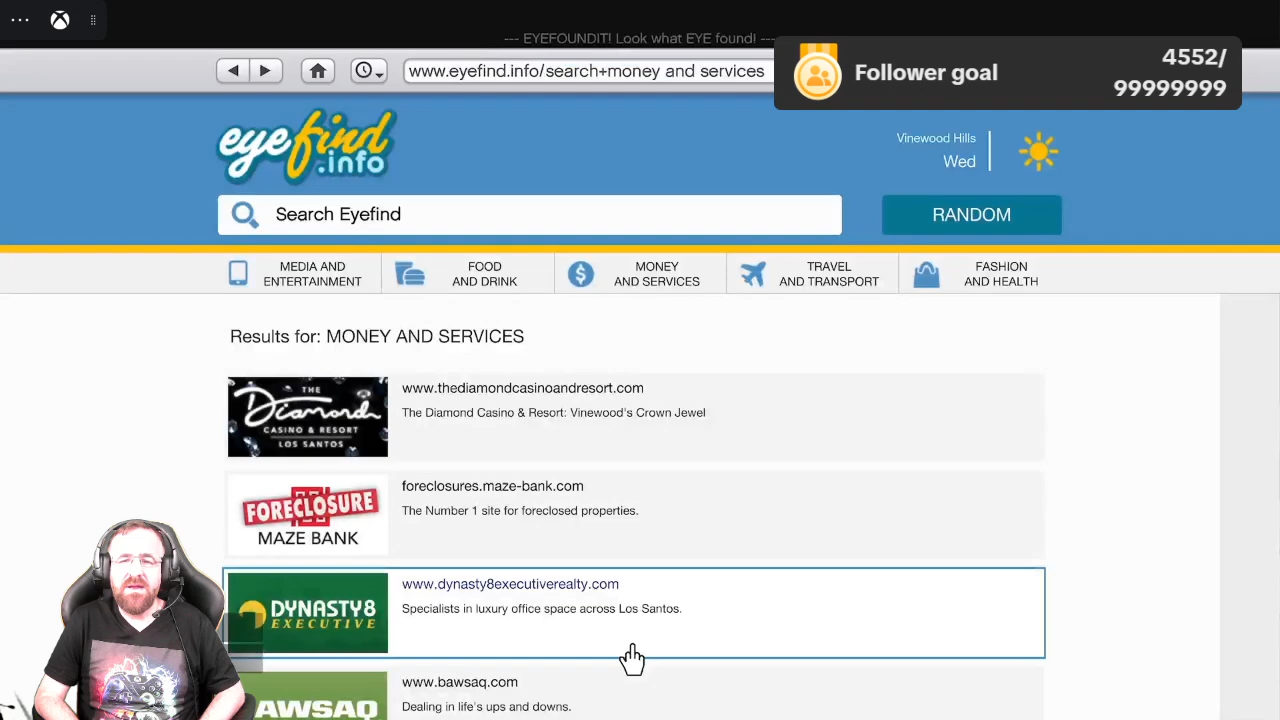 --- EYEFOUNDIT! Look what EYE found! ---
www.eyefind.info/search+money and services
Follower goal
4552/
99999999
eyefind
.info
Vinewood Hills
Wed
Search Eyefind
RANDOM
MEDIA AND
ENTERTAINMENT
FOOD
AND DRINK
MONEY
AND SERVICES
TRAVEL
AND TRANSPORT
FASHION
AND HEALTH
Results for: MONEY AND SERVICES
THE
Diamond
CASINO & RESORT
LOS SANTOS
www.thediamondcasinoandresort.com
The Diamond Casino & Resort: Vinewood's Crown Jewel
FORECLOSURE
MAZE BANK
foreclosures.maze-bank.com
The Number 1 site for foreclosed properties.
DYNASTY8
EXECUTIVE
www.dynasty8executiverealty.com
Specialists in luxury office space across Los Santos.
BAWSAQ
www.bawsaq.com
Dealing in life's ups and downs.